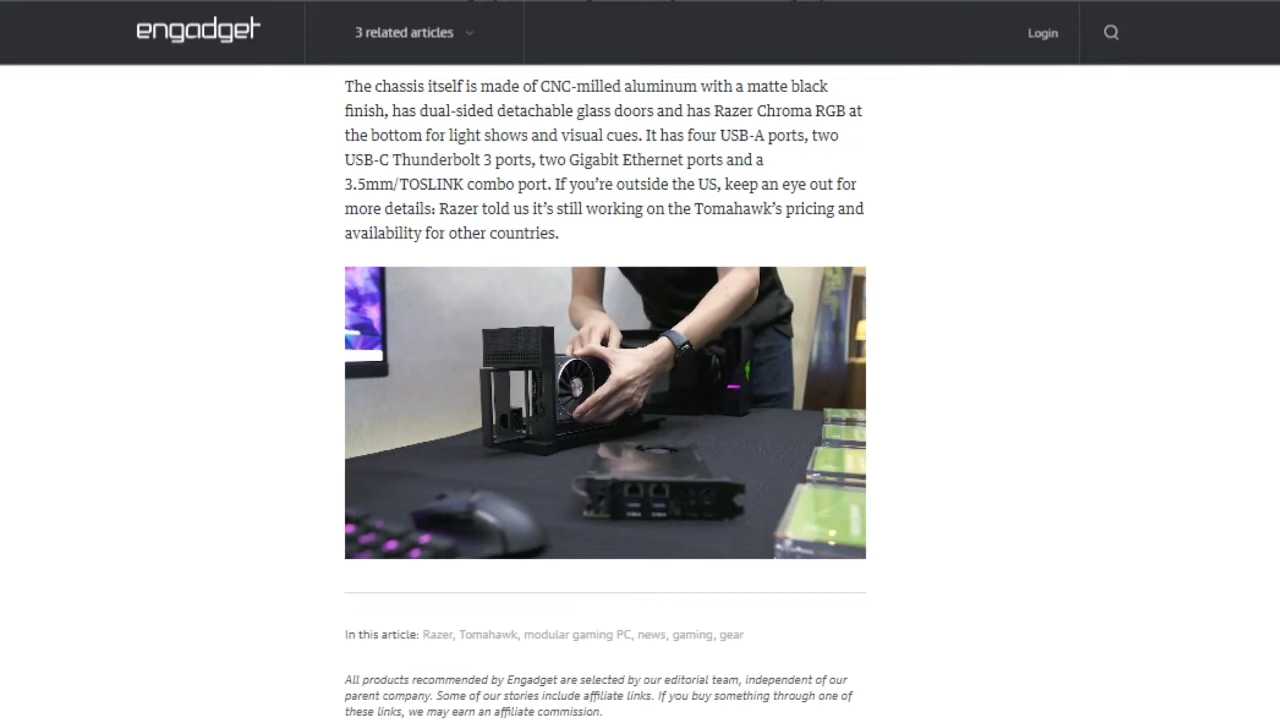 engadget
3 related articles
Login
The chassis itself is made of CNC-milled aluminum with a matte black
finish, has dual-sided detachable glass doors and has Razer Chroma RGB at
the bottom for light shows and visual cues. It has four USB-A ports, two
USB-C Thunderbolt 3 ports, two Gigabit Ethernet ports and a
3.5mm/TOSLINK combo port. If you’re outside the US, keep an eye out for
more details: Razer told us it’s still working on the Tomahawk’s pricing and
availability for other countries.
In this article: Razer, Tomahawk, modular gaming PC, news, gaming, gear
All products recommended by Engadget are selected by our editorial team, independent of our
parent company. Some of our stories include affiliate links. If you buy something through one of
these links, we may earn an affiliate commission.